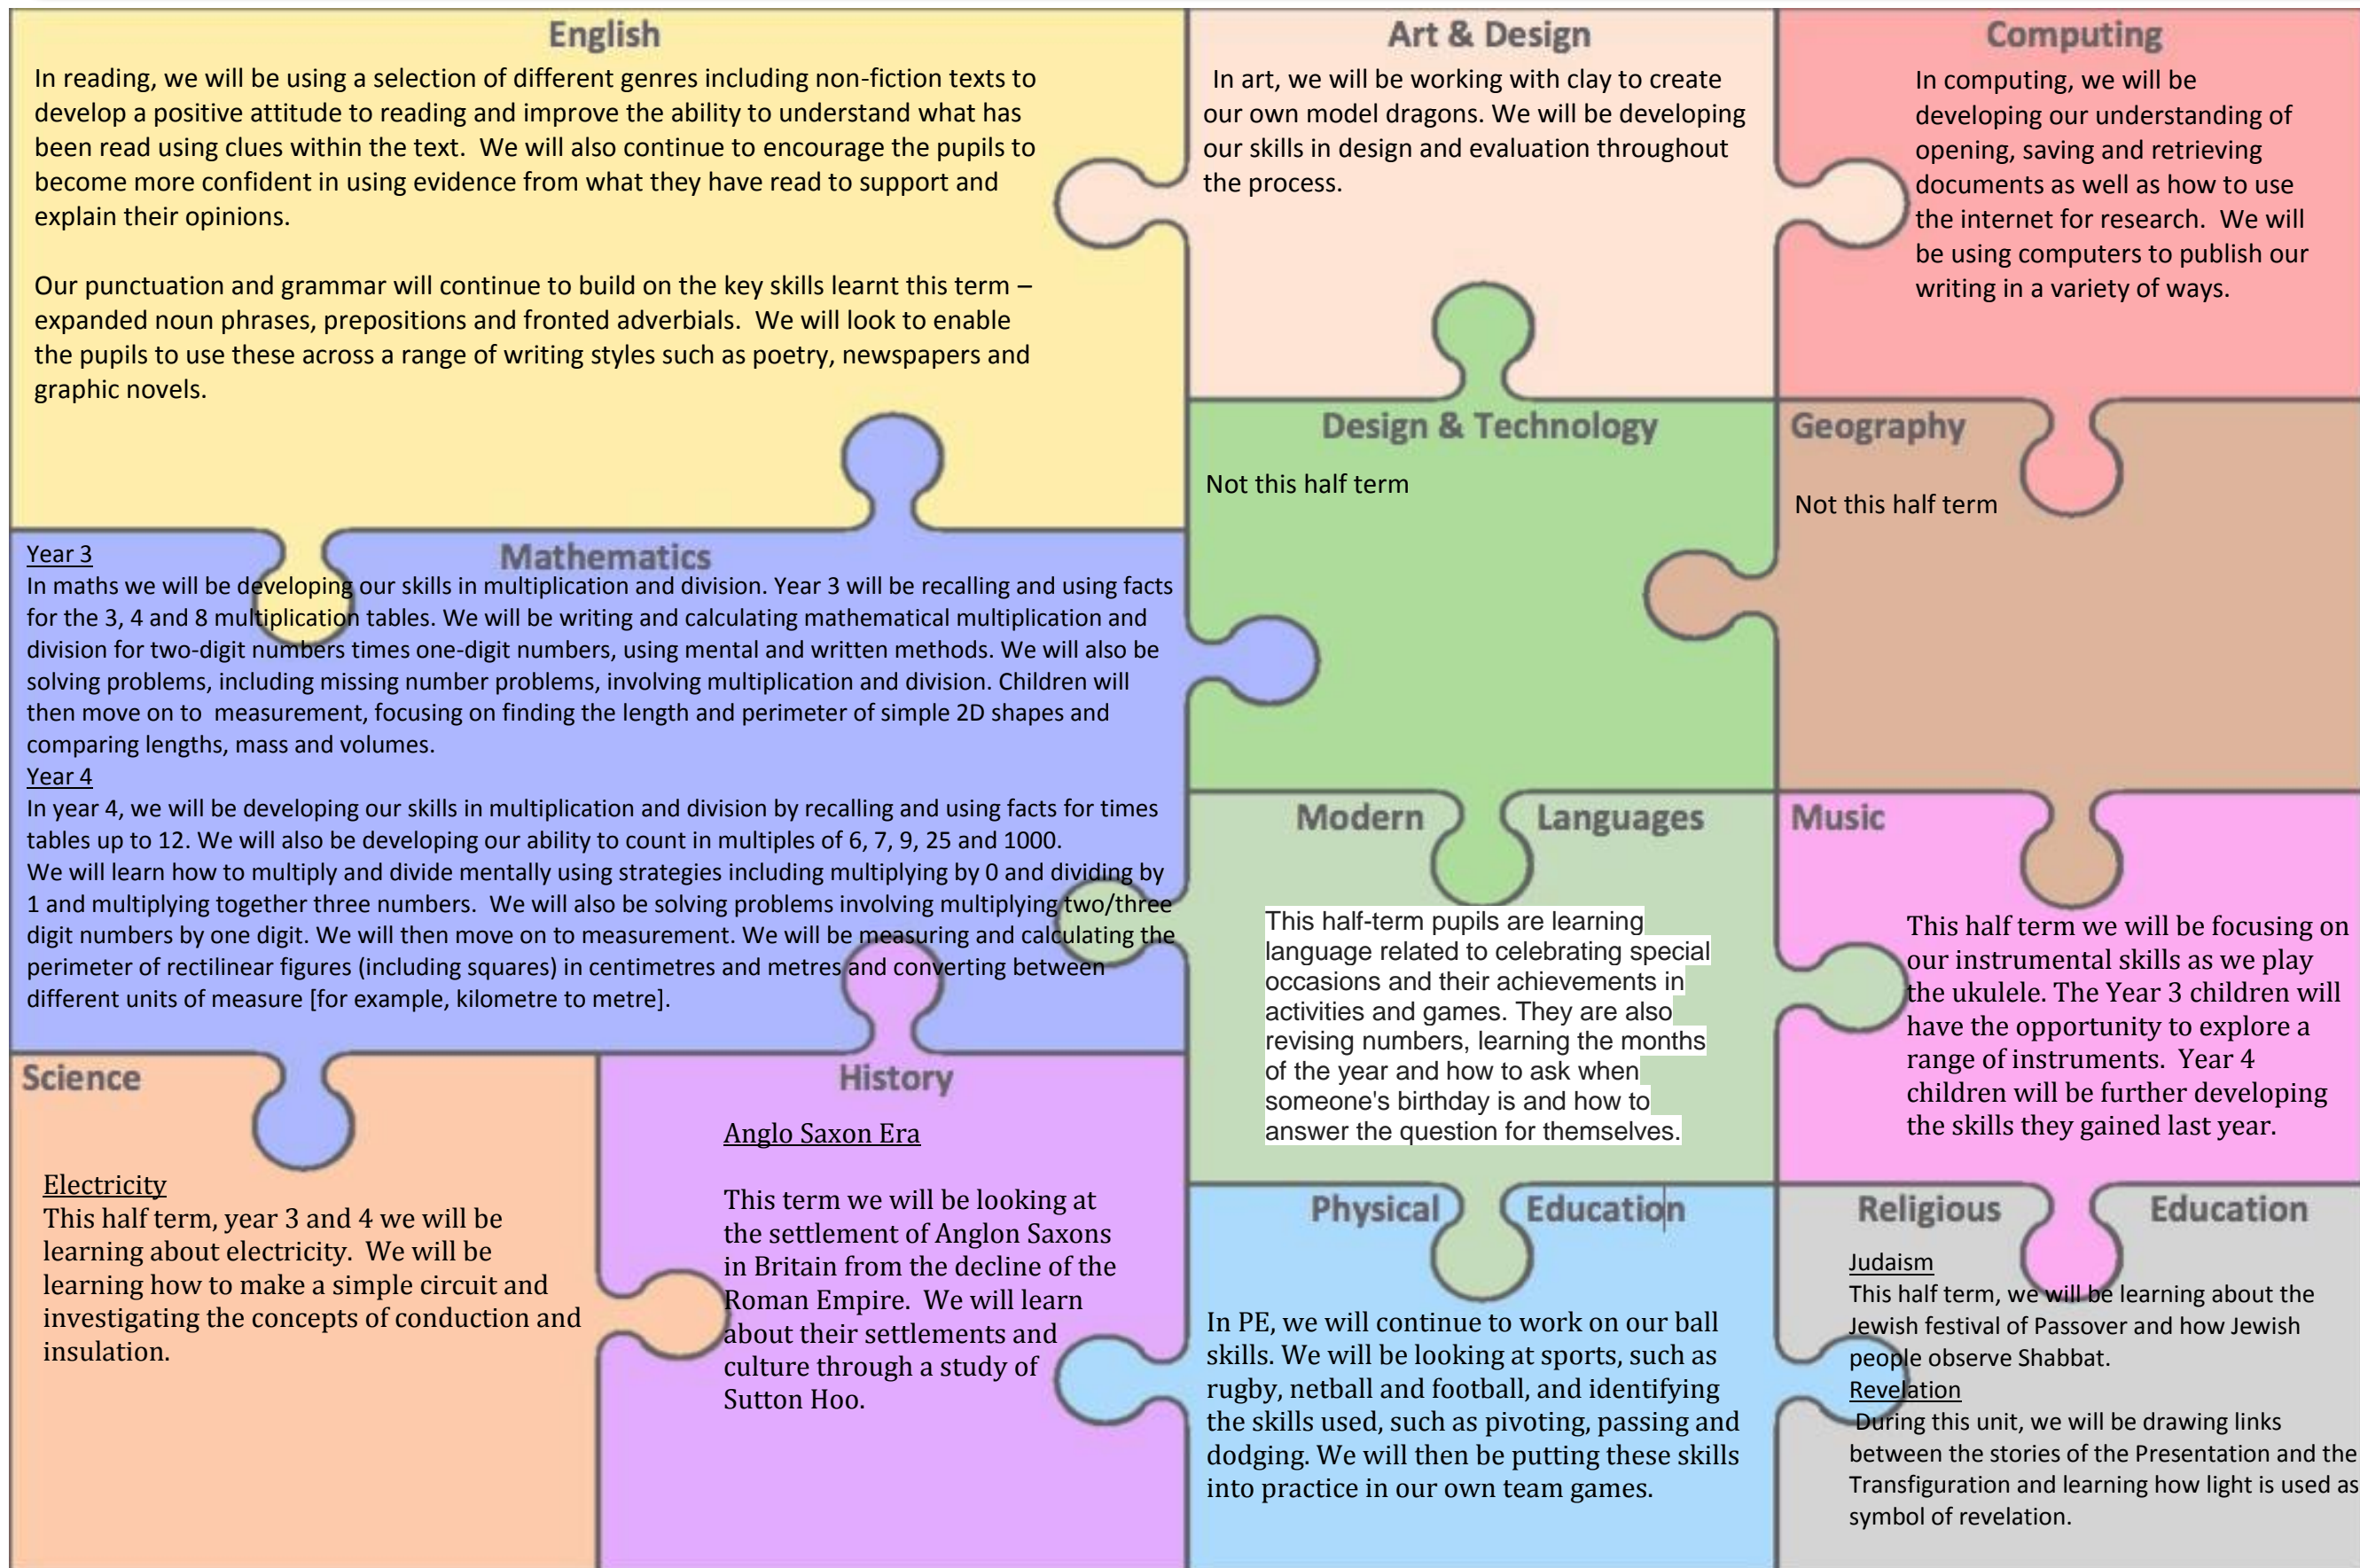 English
In reading, we will be using a selection of different genres including non-fiction texts to
develop a positive attitude to reading and improve the ability to understand what has
been read using clues within the text.  We will also continue to encourage the pupils to
become more confident in using evidence from what they have read to support and
explain their opinions.
Our punctuation and grammar will continue to build on the key skills learnt this term –
expanded noun phrases, prepositions and fronted adverbials.  We will look to enable
the pupils to use these across a range of writing styles such as poetry, newspapers and
graphic novels.
Art & Design
In art, we will be working with clay to create
our own model dragons. We will be developing
our skills in design and evaluation throughout
the process.
Computing
In computing, we will be
developing our understanding of
opening, saving and retrieving
documents as well as how to use
the internet for research.  We will
be using computers to publish our
writing in a variety of ways.
Design & Technology
Not this half term
Geography
Not this half term
Mathematics
Year 3
In maths we will be developing our skills in multiplication and division. Year 3 will be recalling and using facts
for the 3, 4 and 8 multiplication tables. We will be writing and calculating mathematical multiplication and
division for two-digit numbers times one-digit numbers, using mental and written methods. We will also be
solving problems, including missing number problems, involving multiplication and division. Children will
then move on to  measurement, focusing on finding the length and perimeter of simple 2D shapes and
comparing lengths, mass and volumes.
Year 4
In year 4, we will be developing our skills in multiplication and division by recalling and using facts for times
tables up to 12. We will also be developing our ability to count in multiples of 6, 7, 9, 25 and 1000.
We will learn how to multiply and divide mentally using strategies including multiplying by 0 and dividing by
1 and multiplying together three numbers.  We will also be solving problems involving multiplying two/three
digit numbers by one digit. We will then move on to measurement. We will be measuring and calculating the
perimeter of rectilinear figures (including squares) in centimetres and metres and converting between
different units of measure [for example, kilometre to metre].
Modern Languages
This half-term pupils are learning
language related to celebrating special
occasions and their achievements in
activities and games. They are also
revising numbers, learning the months
of the year and how to ask when
someone's birthday is and how to
answer the question for themselves.
Music
This half term we will be focusing on
our instrumental skills as we play
the ukulele. The Year 3 children will
have the opportunity to explore a
range of instruments.  Year 4
children will be further developing
the skills they gained last year.
Science
Electricity
This half term, year 3 and 4 we will be
learning about electricity.  We will be
learning how to make a simple circuit and
investigating the concepts of conduction and
insulation.
History
Anglo Saxon Era
This term we will be looking at
the settlement of Anglon Saxons
in Britain from the decline of the
Roman Empire.  We will learn
about their settlements and
culture through a study of
Sutton Hoo.
Physical Education
In PE, we will continue to work on our ball
skills. We will be looking at sports, such as
rugby, netball and football, and identifying
the skills used, such as pivoting, passing and
dodging. We will then be putting these skills
into practice in our own team games.
Religious Education
Judaism
This half term, we will be learning about the
Jewish festival of Passover and how Jewish
people observe Shabbat.
Revelation
During this unit, we will be drawing links
between the stories of the Presentation and the
Transfiguration and learning how light is used as
symbol of revelation.